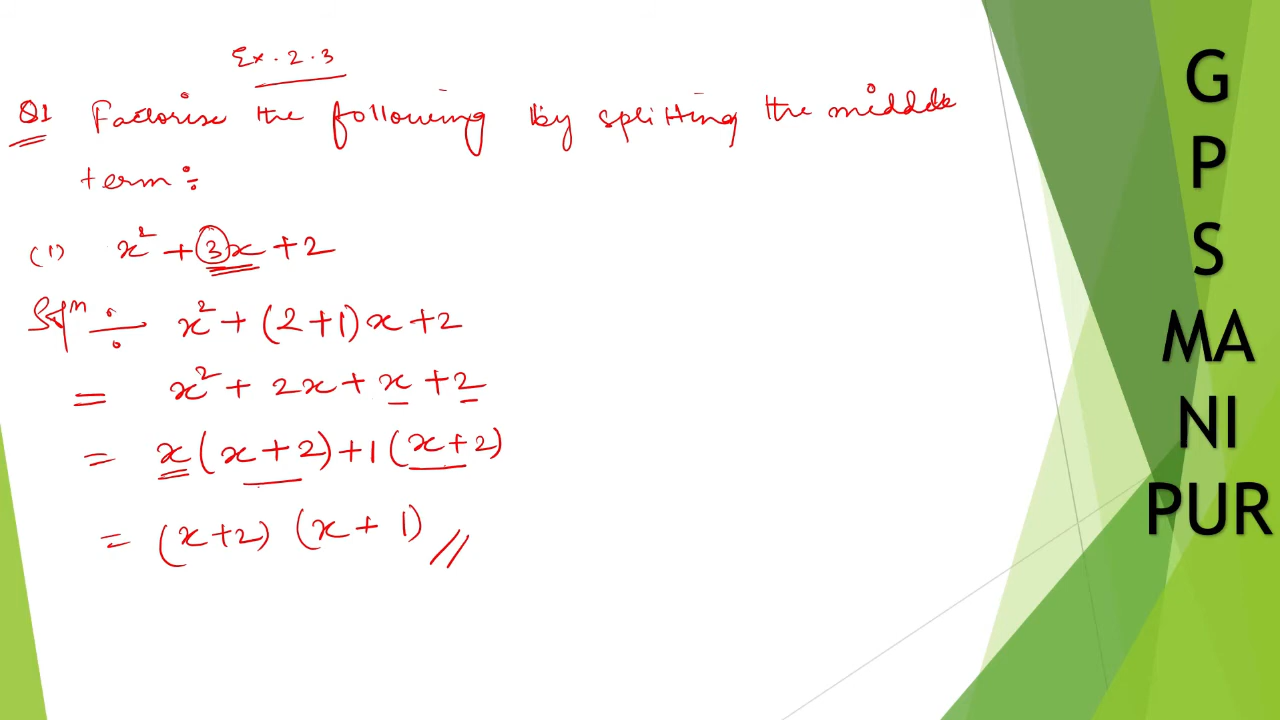 Ex. 2.3
Q1 Factorise the following by splitting the middle
term :-
(1) x² + 3x + 2
Solⁿ :- x² + (2+1)x + 2
= x² + 2x + x + 2
= x(x+2)+1(x+2)
= (x+2) (x+1)//
G
P
S
MA
NI
PUR